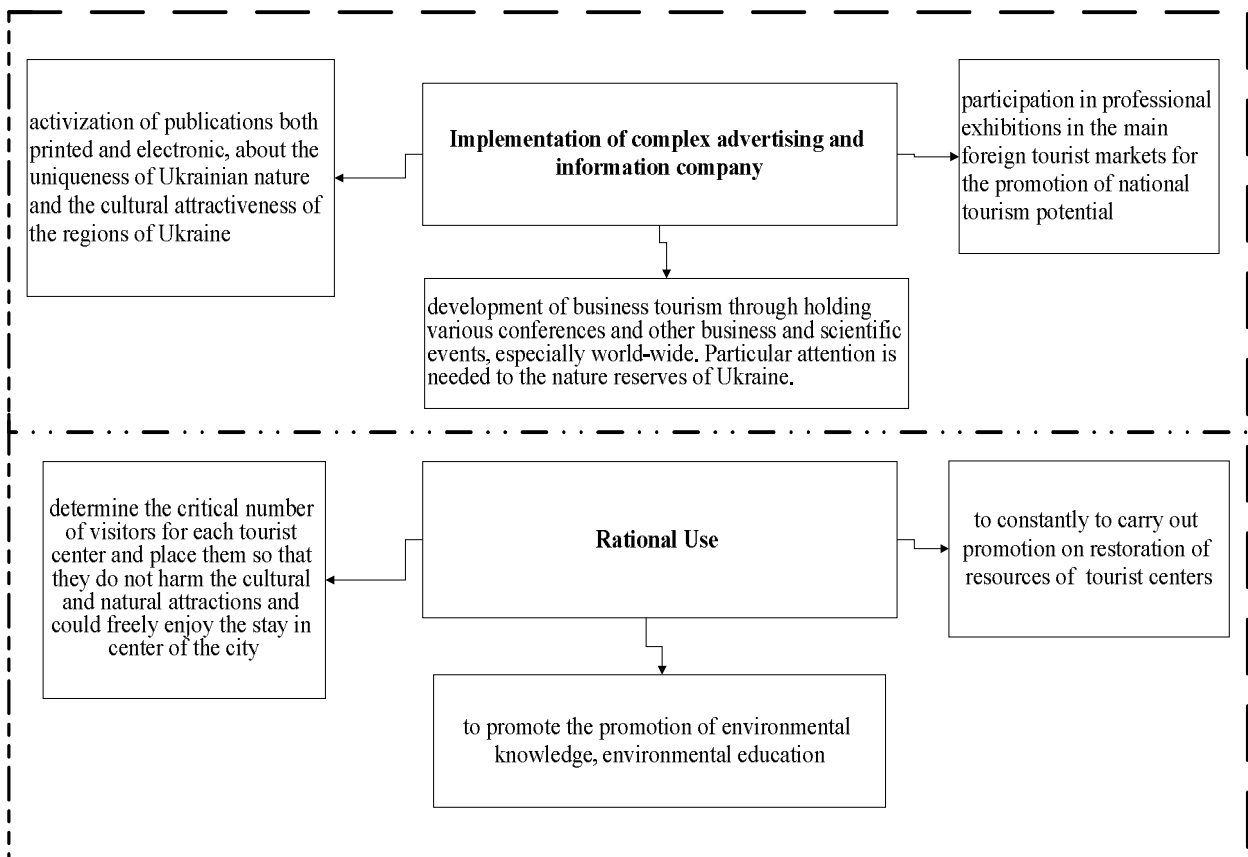 activization of publications both
printed and electronic, about the
uniqueness of Ukrainian nature
and the cultural attractiveness of
the regions of Ukraine
Implementation of complex advertising and
information company
participation in professional
exhibitions in the main
foreign tourist markets for
the promotion of national
tourism potential
development of business tourism through holding
various conferences and other business and scientific
events, especially world-wide. Particular attention is
needed to the nature reserves of Ukraine.
determine the critical number
of visitors for each tourist
center and place them so that
they do not harm the cultural
and natural attractions and
could freely enjoy the stay in
center of the city
Rational Use
to constantly to carry out
promotion on restoration of
resources of tourist centers
to promote the promotion of environmental
knowledge, environmental education